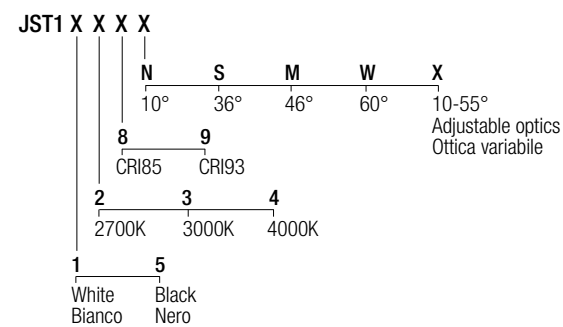 JST1 X X X X
N S M W X
10° 36° 46° 60° 10-55°
Adjustable optics
Ottica variabile
8 9
CRI85 CRI93
2 3 4
2700K 3000K 4000K
1 5
White Black
Bianco Nero